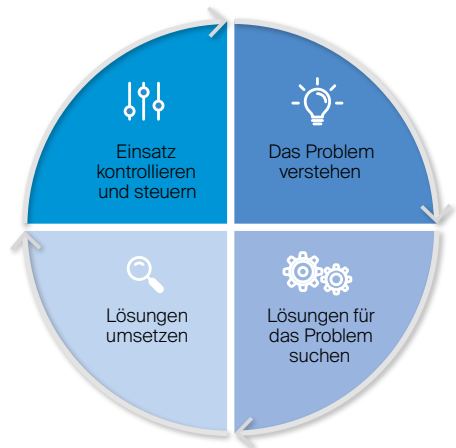 Einsatz
kontrollieren
und steuern
Das Problem
verstehen
Lösungen
umsetzen
Lösungen für
das Problem
suchen